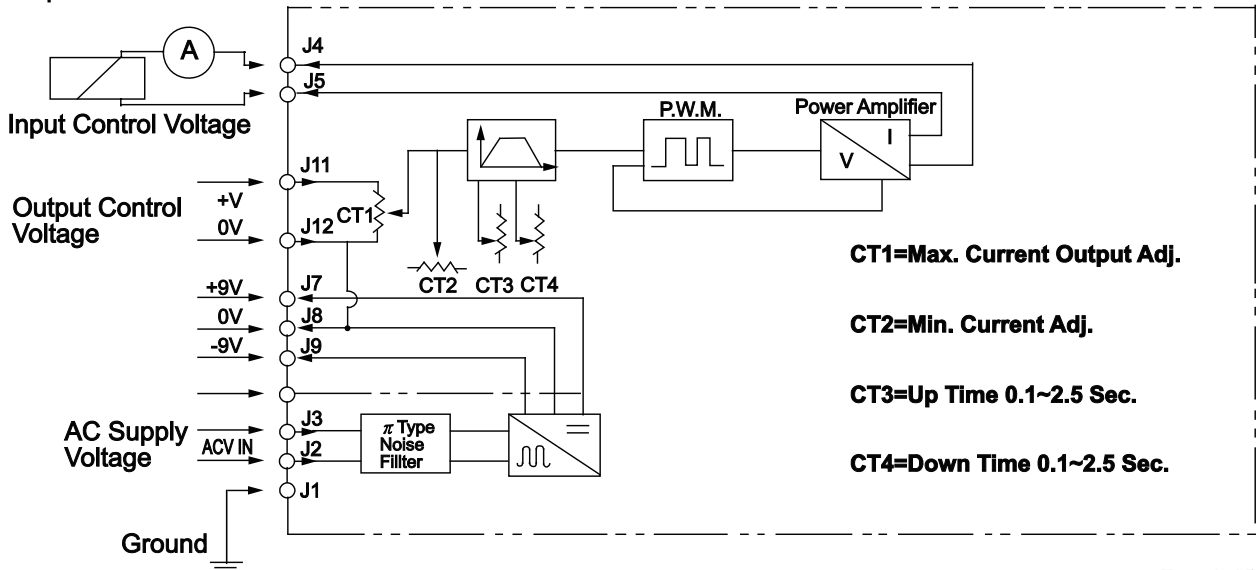 A
J4
J5
Input Control Voltage
Power Amplifier
P.W.M.
I
V
J11
+V
Output Control
Voltage
0V
J12
CT1
CT2
CT3
CT4
+9V
J7
0V
J8
-9V
J9
AC Supply
Voltage
ACV IN
J3
J2
J1
π Type
Noise
Fillter
Ground
CT1=Max. Current Output Adj.
CT2=Min. Current Adj.
CT3=Up Time 0.1~2.5 Sec.
CT4=Down Time 0.1~2.5 Sec.